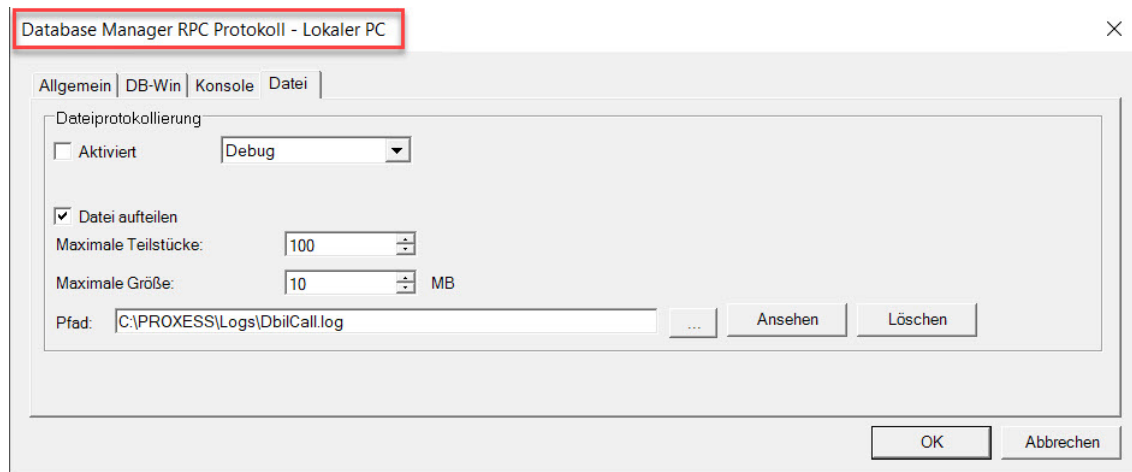 Database Manager RPC Protokoll - Lokaler PC
Allgemein DB-Win Konsole Datei
Dateiprotokollierung
Aktiviert Debug
Datei aufteilen
Maximale Teilstücke: 100
Maximale Größe: 10 MB
Pfad: C:\PROXESS\Logs\DbilCall.log ... Ansehen Löschen
OK Abbrechen